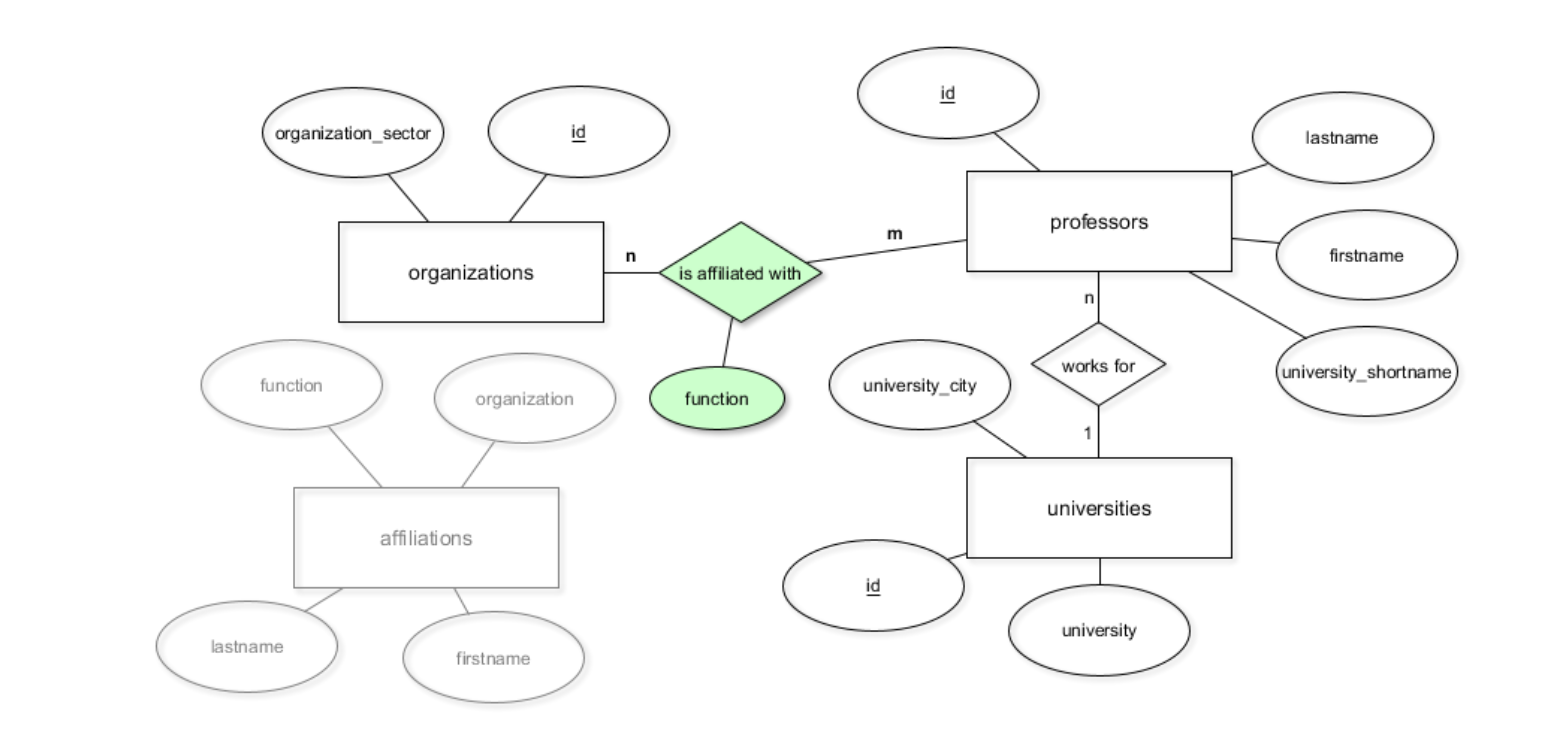 id
organization_sector
id
lastname
professors
m
n
organizations
is affiliated with
firstname
n
works for
university_shortname
function
organization
function
university_city
1
affiliations
universities
id
university
lastname
firstname